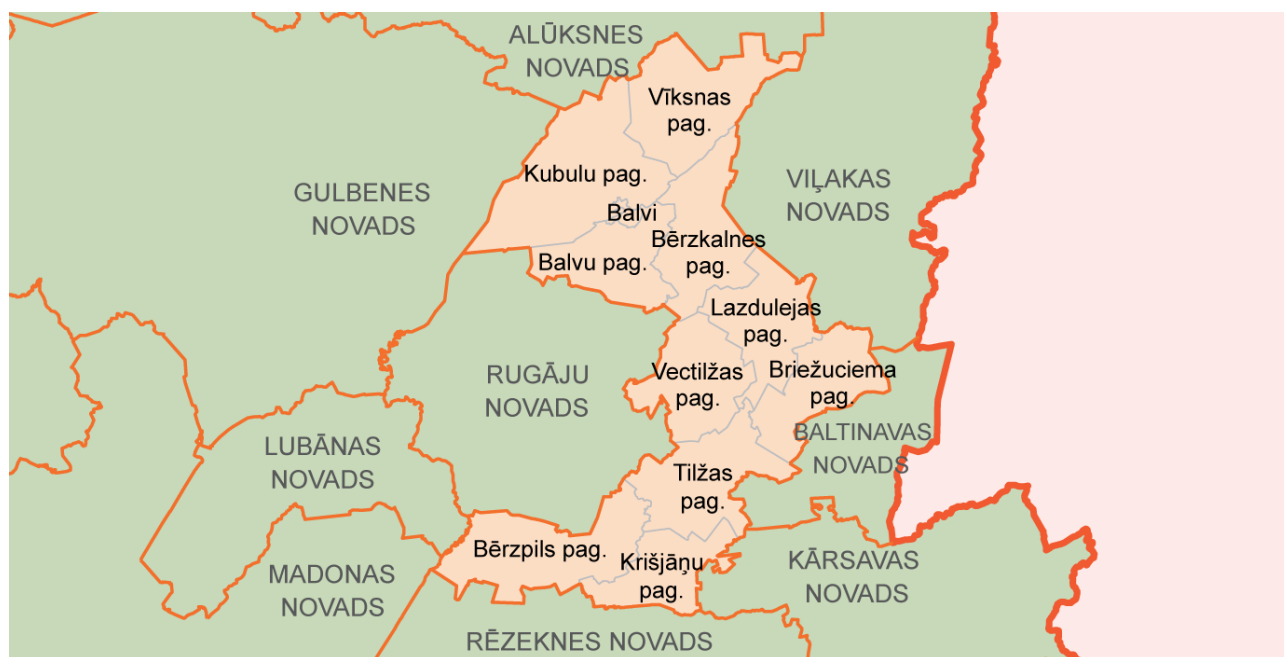 ALŪKSNES
NOVADS
Vīksnas
pag.
Kubulu pag.
GULBENES
NOVADS
VIĻAKAS
NOVADS
Balvi
Bērzkalnes
pag.
Balvu pag.
Lazdulejas
pag.
RUGĀJU
NOVADS
Vectilžas
pag.
Briežuciema
pag.
LUBĀNAS
NOVADS
BALTINAVAS
NOVADS
Tilžas
pag.
Bērzpils pag.
Krišjāņu
pag.
MADONAS
NOVADS
KĀRSAVAS
NOVADS
RĒZEKNES NOVADS